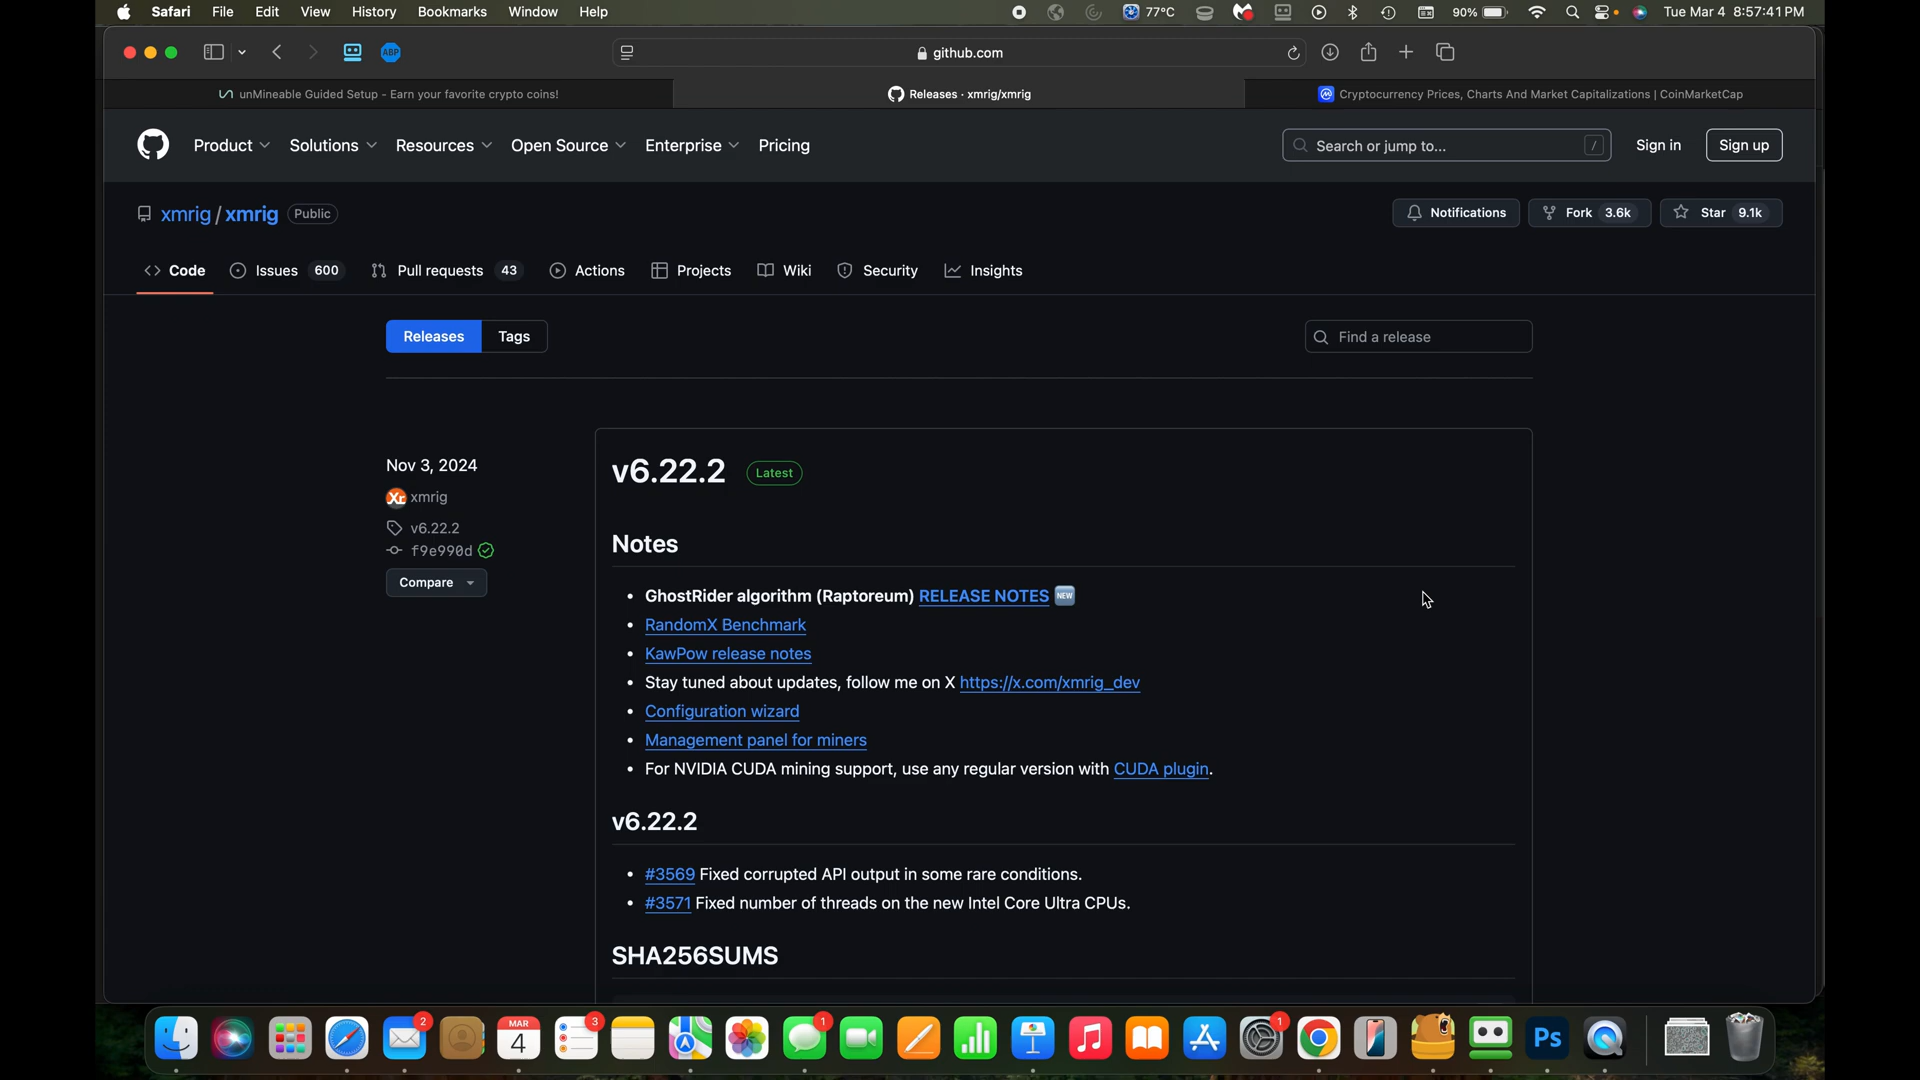 Safari File Edit View History Bookmarks Window Help 77°C 90% Tue Mar 4 8:57:41 PM
ABP github.com
unMineable Guided Setup - Earn your favorite crypto coins! Releases · xmrig/xmrig Cryptocurrency Prices, Charts And Market Capitalizations | CoinMarketCap
Product Solutions Resources Open Source Enterprise Pricing Search or jump to... / Sign in Sign up
xmrig / xmrig Public Notifications Fork 3.6k Star 9.1k
Code Issues 600 Pull requests 43 Actions Projects Wiki Security Insights
Releases Tags Find a release
Nov 3, 2024
Xr xmrig
v6.22.2
f9e990d
Compare
v6.22.2 Latest
Notes
• GhostRider algorithm (Raptoreum) RELEASE NOTES NEW
• RandomX Benchmark
• KawPow release notes
• Stay tuned about updates, follow me on X https://x.com/xmrig_dev
• Configuration wizard
• Management panel for miners
• For NVIDIA CUDA mining support, use any regular version with CUDA plugin.
v6.22.2
• #3569 Fixed corrupted API output in some rare conditions.
• #3571 Fixed number of threads on the new Intel Core Ultra CPUs.
SHA256SUMS
2 MAR 4 3 1 1 Ps